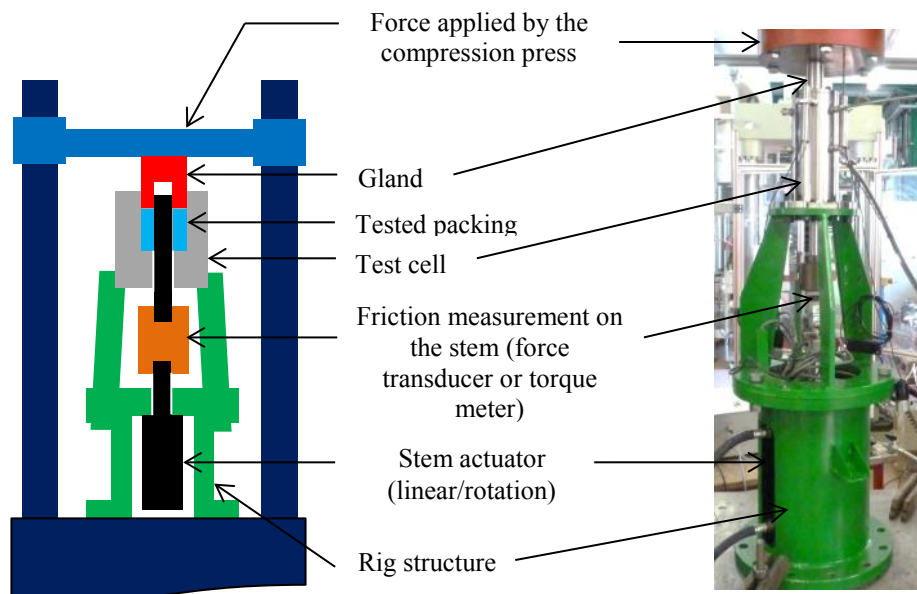 Force applied by the
compression press
Gland
Tested packing
Test cell
Friction measurement on
the stem (force
transducer or torque
meter)
Stem actuator
(linear/rotation)
Rig structure